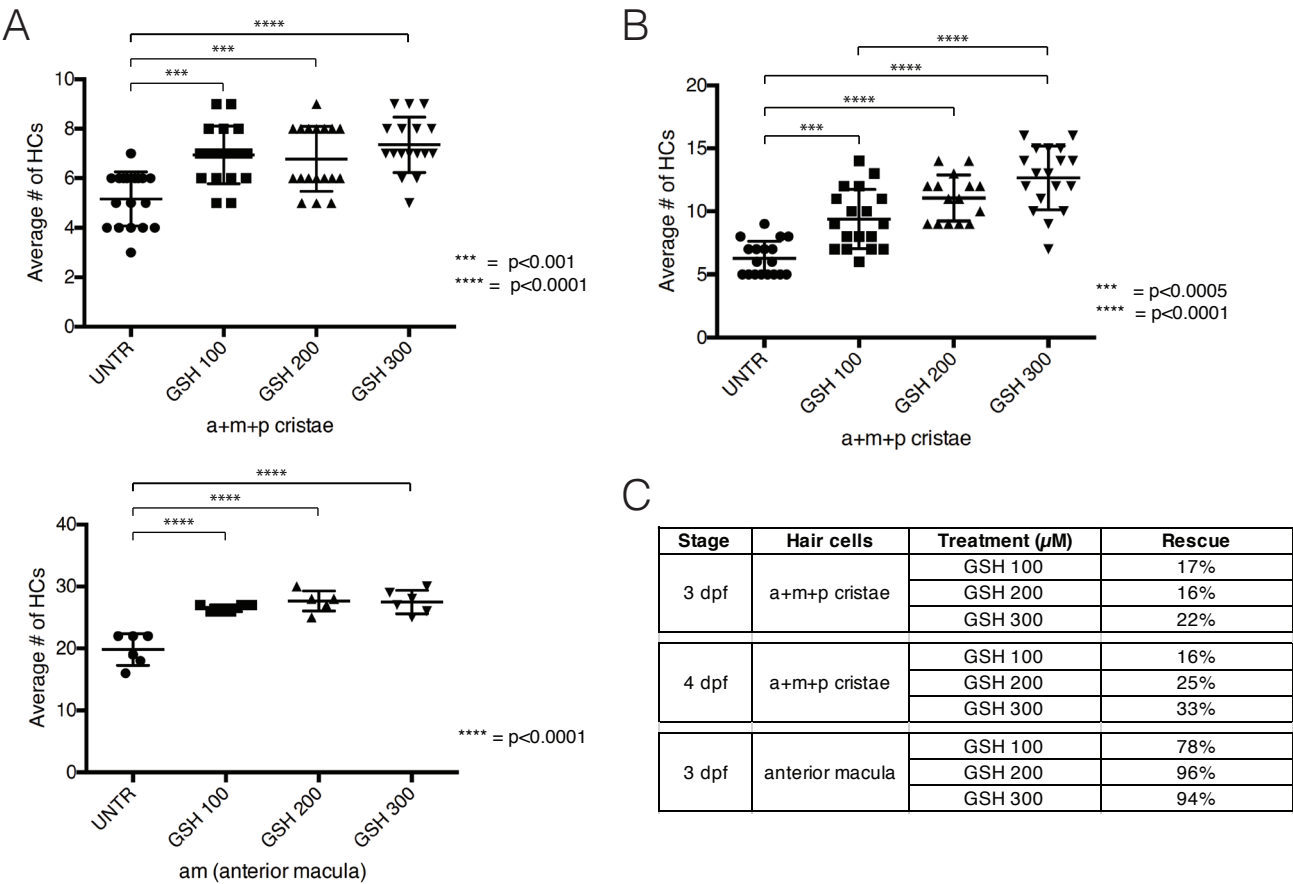 A
****
***
***
10
8
6
4
2
0
Average # of HCs
*** = p<0.001
**** = p<0.0001
UNTR
GSH 100
GSH 200
GSH 300
a+m+p cristae
****
****
****
40
30
20
10
0
Average # of HCs
**** = p<0.0001
UNTR
GSH 100
GSH 200
GSH 300
am (anterior macula)
B
****
****
****
***
20
15
10
5
0
Average # of HCs
*** = p<0.0005
**** = p<0.0001
UNTR
GSH 100
GSH 200
GSH 300
a+m+p cristae
C
Stage Hair cells Treatment (µM) Rescue
3 dpf a+m+p cristae GSH 100 17%
GSH 200 16%
GSH 300 22%
4 dpf a+m+p cristae GSH 100 16%
GSH 200 25%
GSH 300 33%
3 dpf anterior macula GSH 100 78%
GSH 200 96%
GSH 300 94%